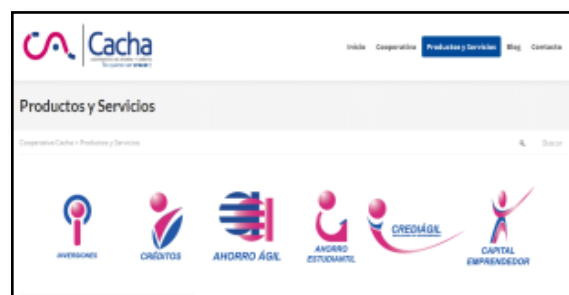 Cacha
Inicio Cooperativa Productos y Servicios Blog Contacto
Productos y Servicios
Cooperativa Cacha > Productos y Servicios
Buscar
INVERSIONES
CRÉDITOS
AHORRO ÁGIL
AHORRO
ESTUDIANTIL
CREDIÁGIL
CAPITAL
EMPRENDEDOR